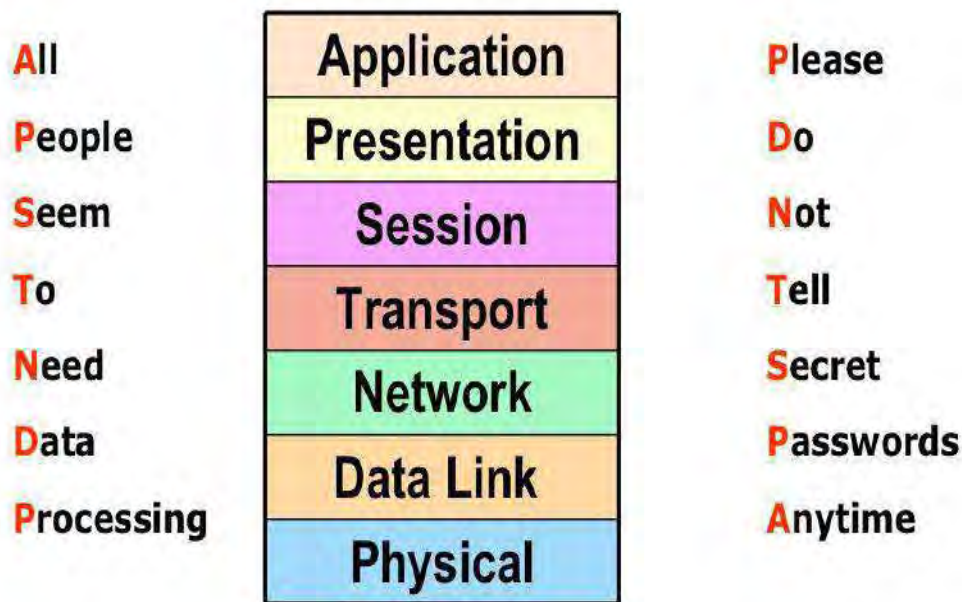 All
People
Seem
To
Need
Data
Processing
Application
Presentation
Session
Transport
Network
Data Link
Physical
Please
Do
Not
Tell
Secret
Passwords
Anytime